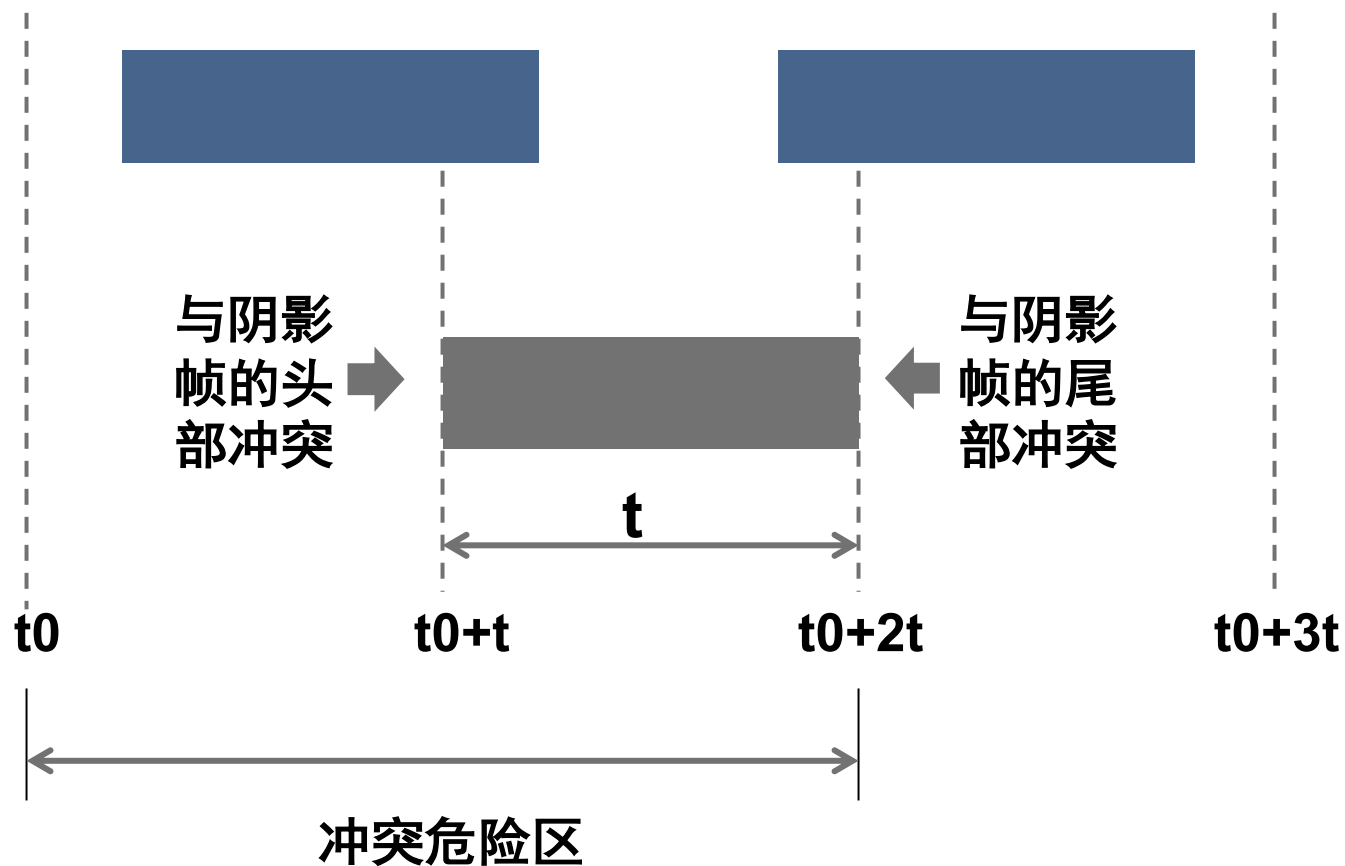 与阴影
帧的头
部冲突
与阴影
帧的尾
部冲突
t
t0
t0+t
t0+2t
t0+3t
冲突危险区